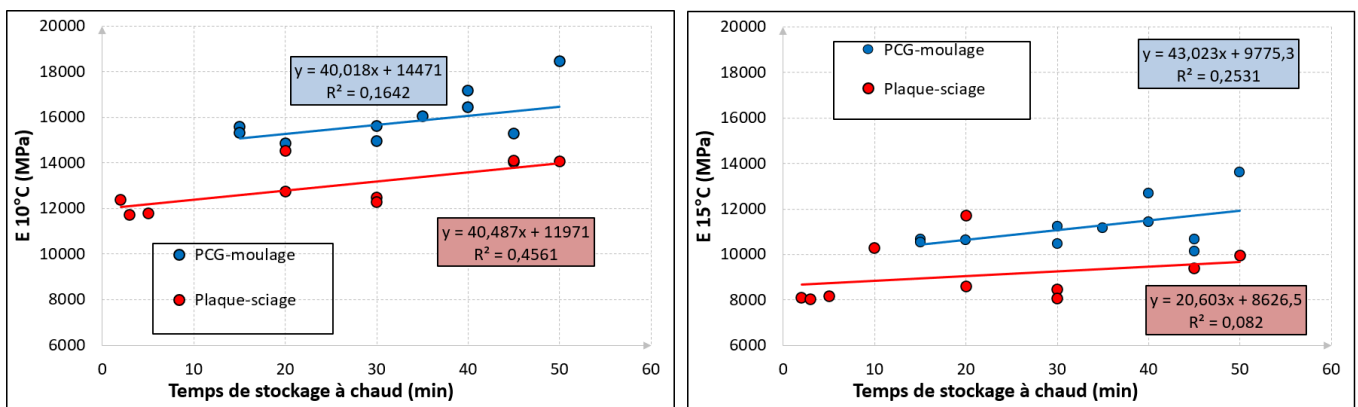 20000
18000
16000
14000
12000
10000
8000
6000
E 10°C (MPa)
y = 40,018x + 14471
R² = 0,1642
y = 40,487x + 11971
R² = 0,4561
PCG-moulage
Plaque-sciage
0
10
20
30
40
50
60
Temps de stockage à chaud (min)
20000
18000
16000
14000
12000
10000
8000
6000
E 15°C (MPa)
PCG-moulage
Plaque-sciage
y = 43,023x + 9775,3
R² = 0,2531
y = 20,603x + 8626,5
R² = 0,082
0
10
20
30
40
50
60
Temps de stockage à chaud (min)